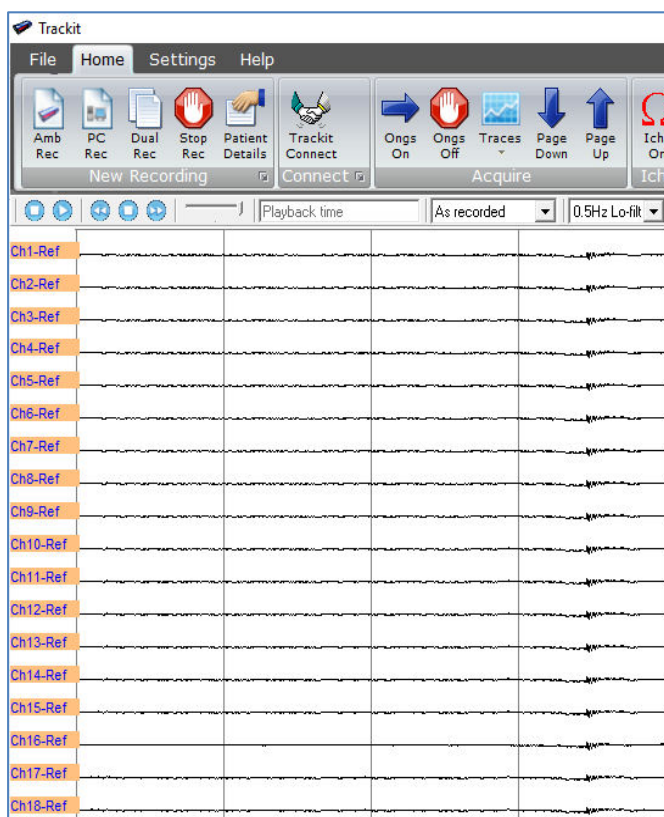 Trackit
File Home Settings Help
Amb Rec PC Rec Dual Rec Stop Rec Patient Details Trackit Connect Ongs On Ongs Off Traces Page Down Page Up Ich On
New Recording Connect Acquire Ich
Playback time As recorded 0.5Hz Lo-filt
Ch1-Ref
Ch2-Ref
Ch3-Ref
Ch4-Ref
Ch5-Ref
Ch6-Ref
Ch7-Ref
Ch8-Ref
Ch9-Ref
Ch10-Ref
Ch11-Ref
Ch12-Ref
Ch13-Ref
Ch14-Ref
Ch15-Ref
Ch16-Ref
Ch17-Ref
Ch18-Ref